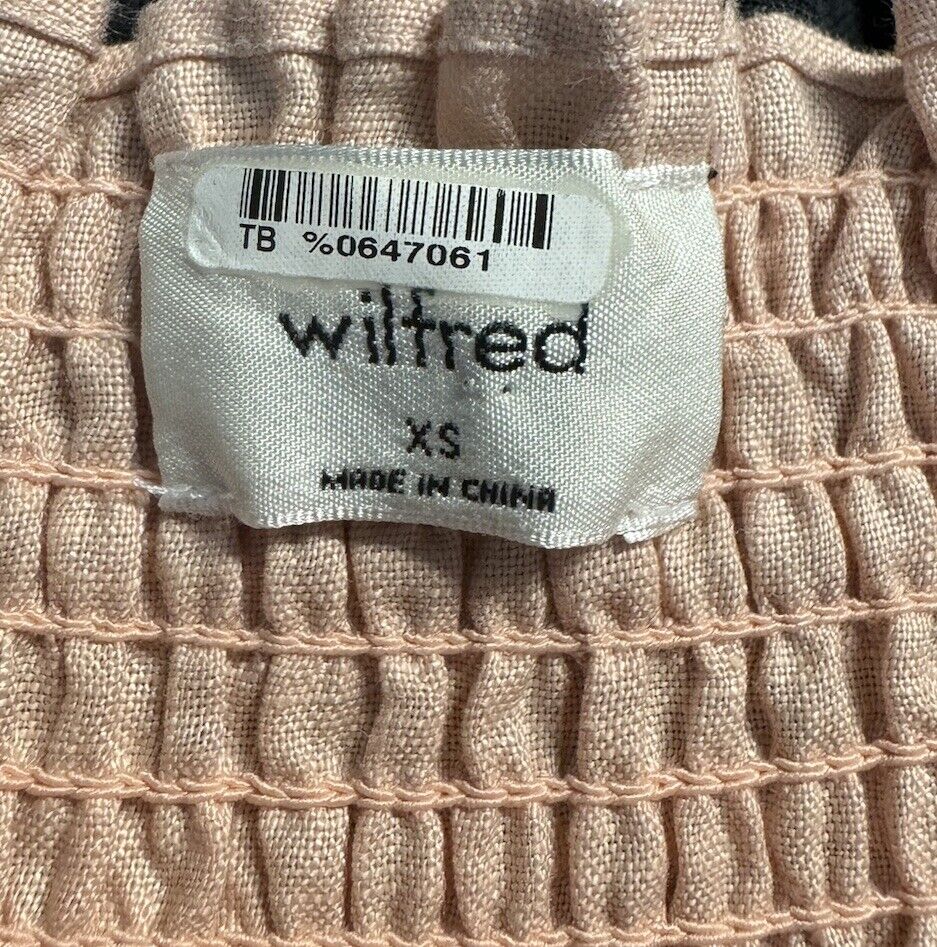 TB %0647061
wilfred
XS
MADE IN CHINA